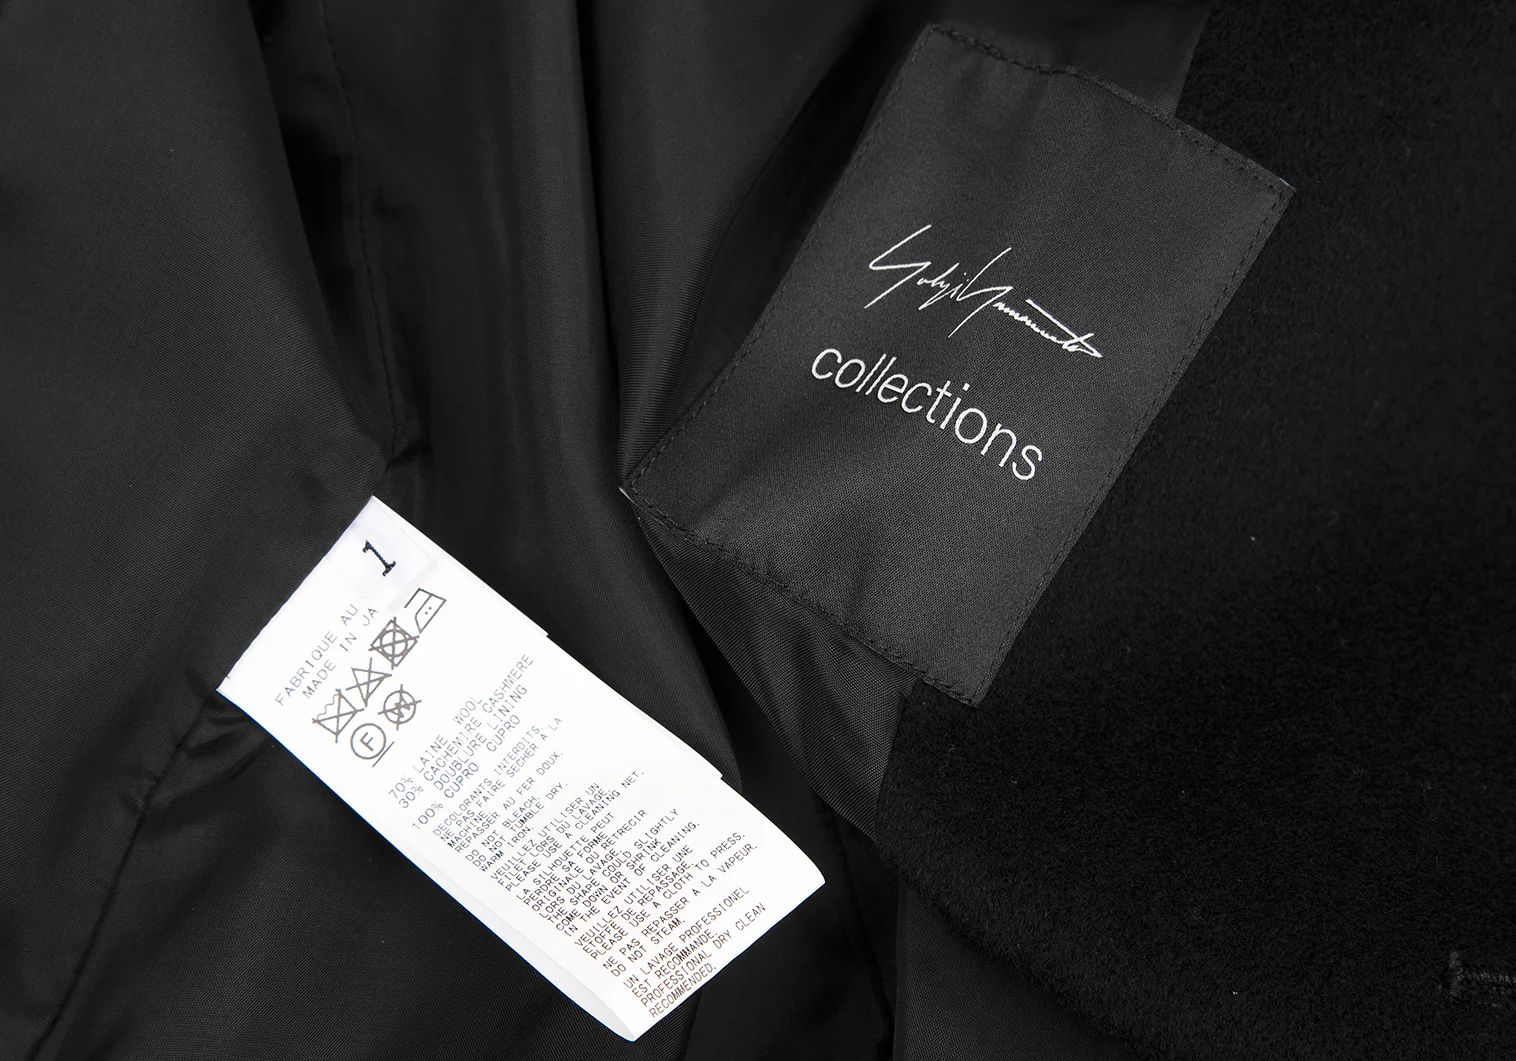 Yohji Yamamoto
collections
1
FABRIQUE AU
MADE IN JA
F
W
70% LAINE WOOL
30% CACHEMIRE CASHMERE
DOUBLURE LINING
100% CUPRO CUPRO
DECOLORANTS INTERDITS.
NE PAS FAIRE SECHER A LA
MACHINE AU FER DOUX.
REPASSER
DO NOT BLEACH.
DO NOT TUMBLE DRY.
WARM IRON.
VEUILLEZ UTILISER UN
FILET LORS DU LAVAGE.
PLEASE USE A CLEANING NET.
LA SILHOUETTE PEUT
PERDRE SA FORME
ORIGINALE OU RETRECIR
LORS DU LAVAGE.
THE SHAPE COULD SLIGHTLY
COME DOWN OR SHRINK
IN THE EVENT OF CLEANING.
VEUILLEZ UTILISER UNE
ETOFFE DE REPASSAGE.
PLEASE USE A CLOTH TO PRESS.
NE PAS REPASSER A LA VAPEUR.
DO NOT STEAM.
UN LAVAGE PROFESSIONEL
EST RECOMMANDE.
PROFESSIONAL DRY CLEAN
RECOMMENDED.